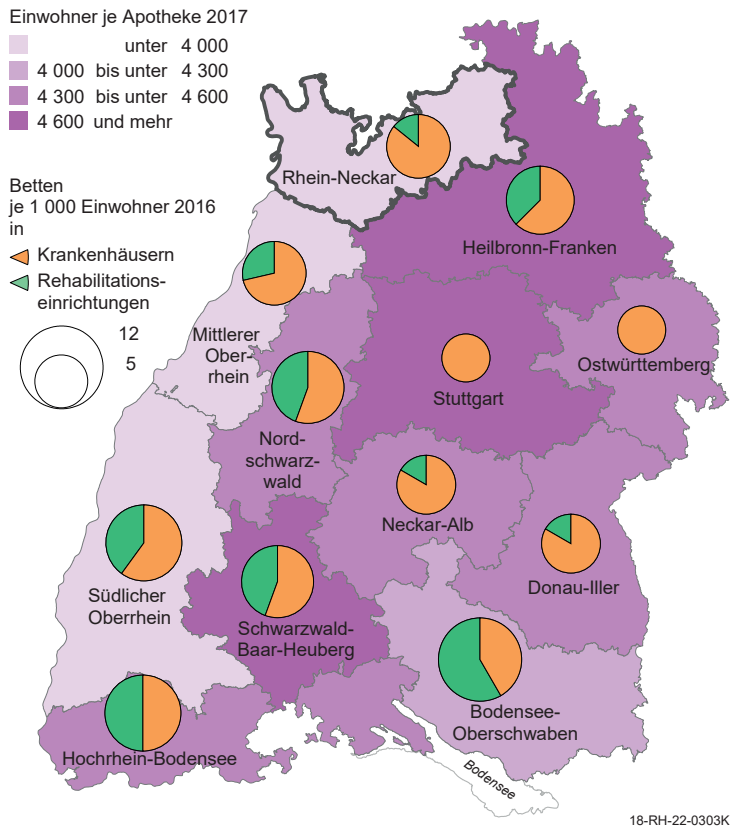 Einwohner je Apotheke 2017
unter 4 000
4 000 bis unter 4 300
4 300 bis unter 4 600
4 600 und mehr
Betten
je 1 000 Einwohner 2016
in
Krankenhäusern
Rehabilitations-
einrichtungen
12
5
Rhein-Neckar
Heilbronn-Franken
Mittlerer
Ober-
rhein
Ostwürttemberg
Stuttgart
Nord-
schwarz-
wald
Neckar-Alb
Südlicher
Oberrhein
Donau-Iller
Schwarzwald-
Baar-Heuberg
Bodensee-
Oberschwaben
Hochrhein-Bodensee
Bodensee
18-RH-22-0303K